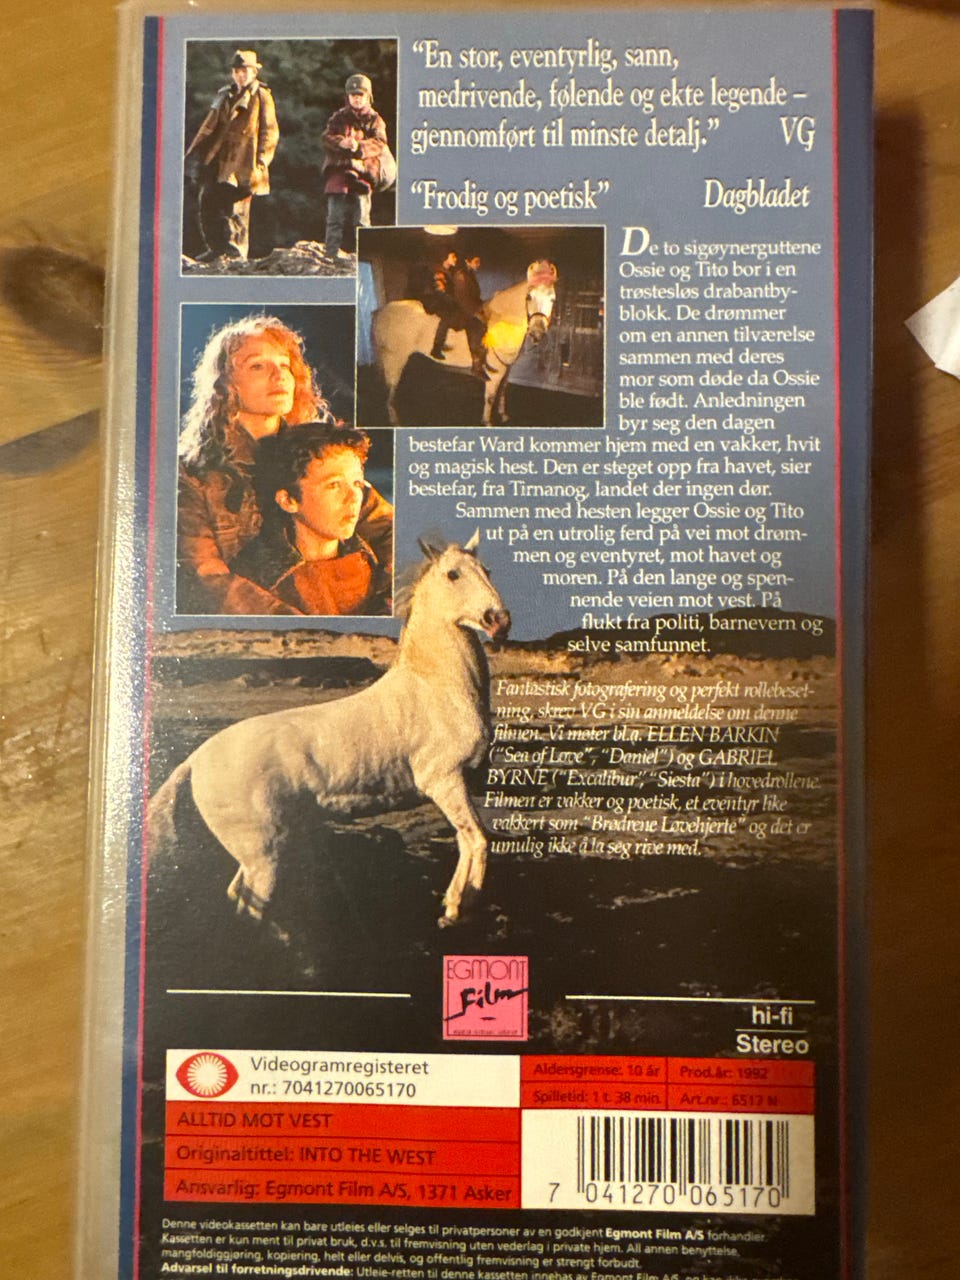 “En stor, eventyrlig, sann,
medrivende, følende og ekte legende –
gjennomført til minste detalj.” VG
“Frodig og poetisk” Dagbladet
De to sigøynerguttene
Ossie og Tito bor i en
trøstesløs drabantby-
blokk. De drømmer
om en annen tilværelse
sammen med deres
mor som døde da Ossie
ble født. Anledningen
byr seg den dagen
bestefar Ward kommer hjem med en vakker, hvit
og magisk hest. Den er steget opp fra havet, sier
bestefar, fra Tirnanog, landet der ingen dør.
Sammen med hesten legger Ossie og Tito
ut på en utrolig ferd på vei mot drøm-
men og eventyret, mot havet og
moren. På den lange og spen-
nende veien mot vest. På
flukt fra politi, barnevern og
selve samfunnet.
Fantastisk fotografering og perfekt rollebeset-
ning, skrev VG i sin anmeldelse om denne
filmen. Vi møter bl.a. ELLEN BARKIN
(“Sea of Love”, “Daniel”) og GABRIEL
BYRNE (“Excalibur”, “Siesta”) i hovedrollene.
Filmen er vakker og poetisk, et eventyr like
vakkert som “Brødrene Løvehjerte” og det er
umulig ikke å la seg rive med.
EGMONT
Film
hi-fi
Stereo
Videogramregisteret
nr.: 7041270065170
Aldersgrense: 10 år Prod.år: 1992
Spilletid: 1 t. 38 min. Art.nr.: 6517 N
ALLTID MOT VEST
Originaltittel: INTO THE WEST
Ansvarlig: Egmont Film A/S, 1371 Asker
7 041270 065170
Denne videokassetten kan bare utleies eller selges til privatpersoner av en godkjent Egmont Film A/S forhandler.
Kassetten er kun ment til privat bruk, d.v.s. til fremvisning uten vederlag i private hjem. All annen benyttelse,
mangfoldiggjøring, kopiering, helt eller delvis, og offentlig fremvisning er strengt forbudt.
Advarsel til forretningsdrivende: Utleie-retten til denne kassetten innehas av Egmont Film A/S, og kan ikke